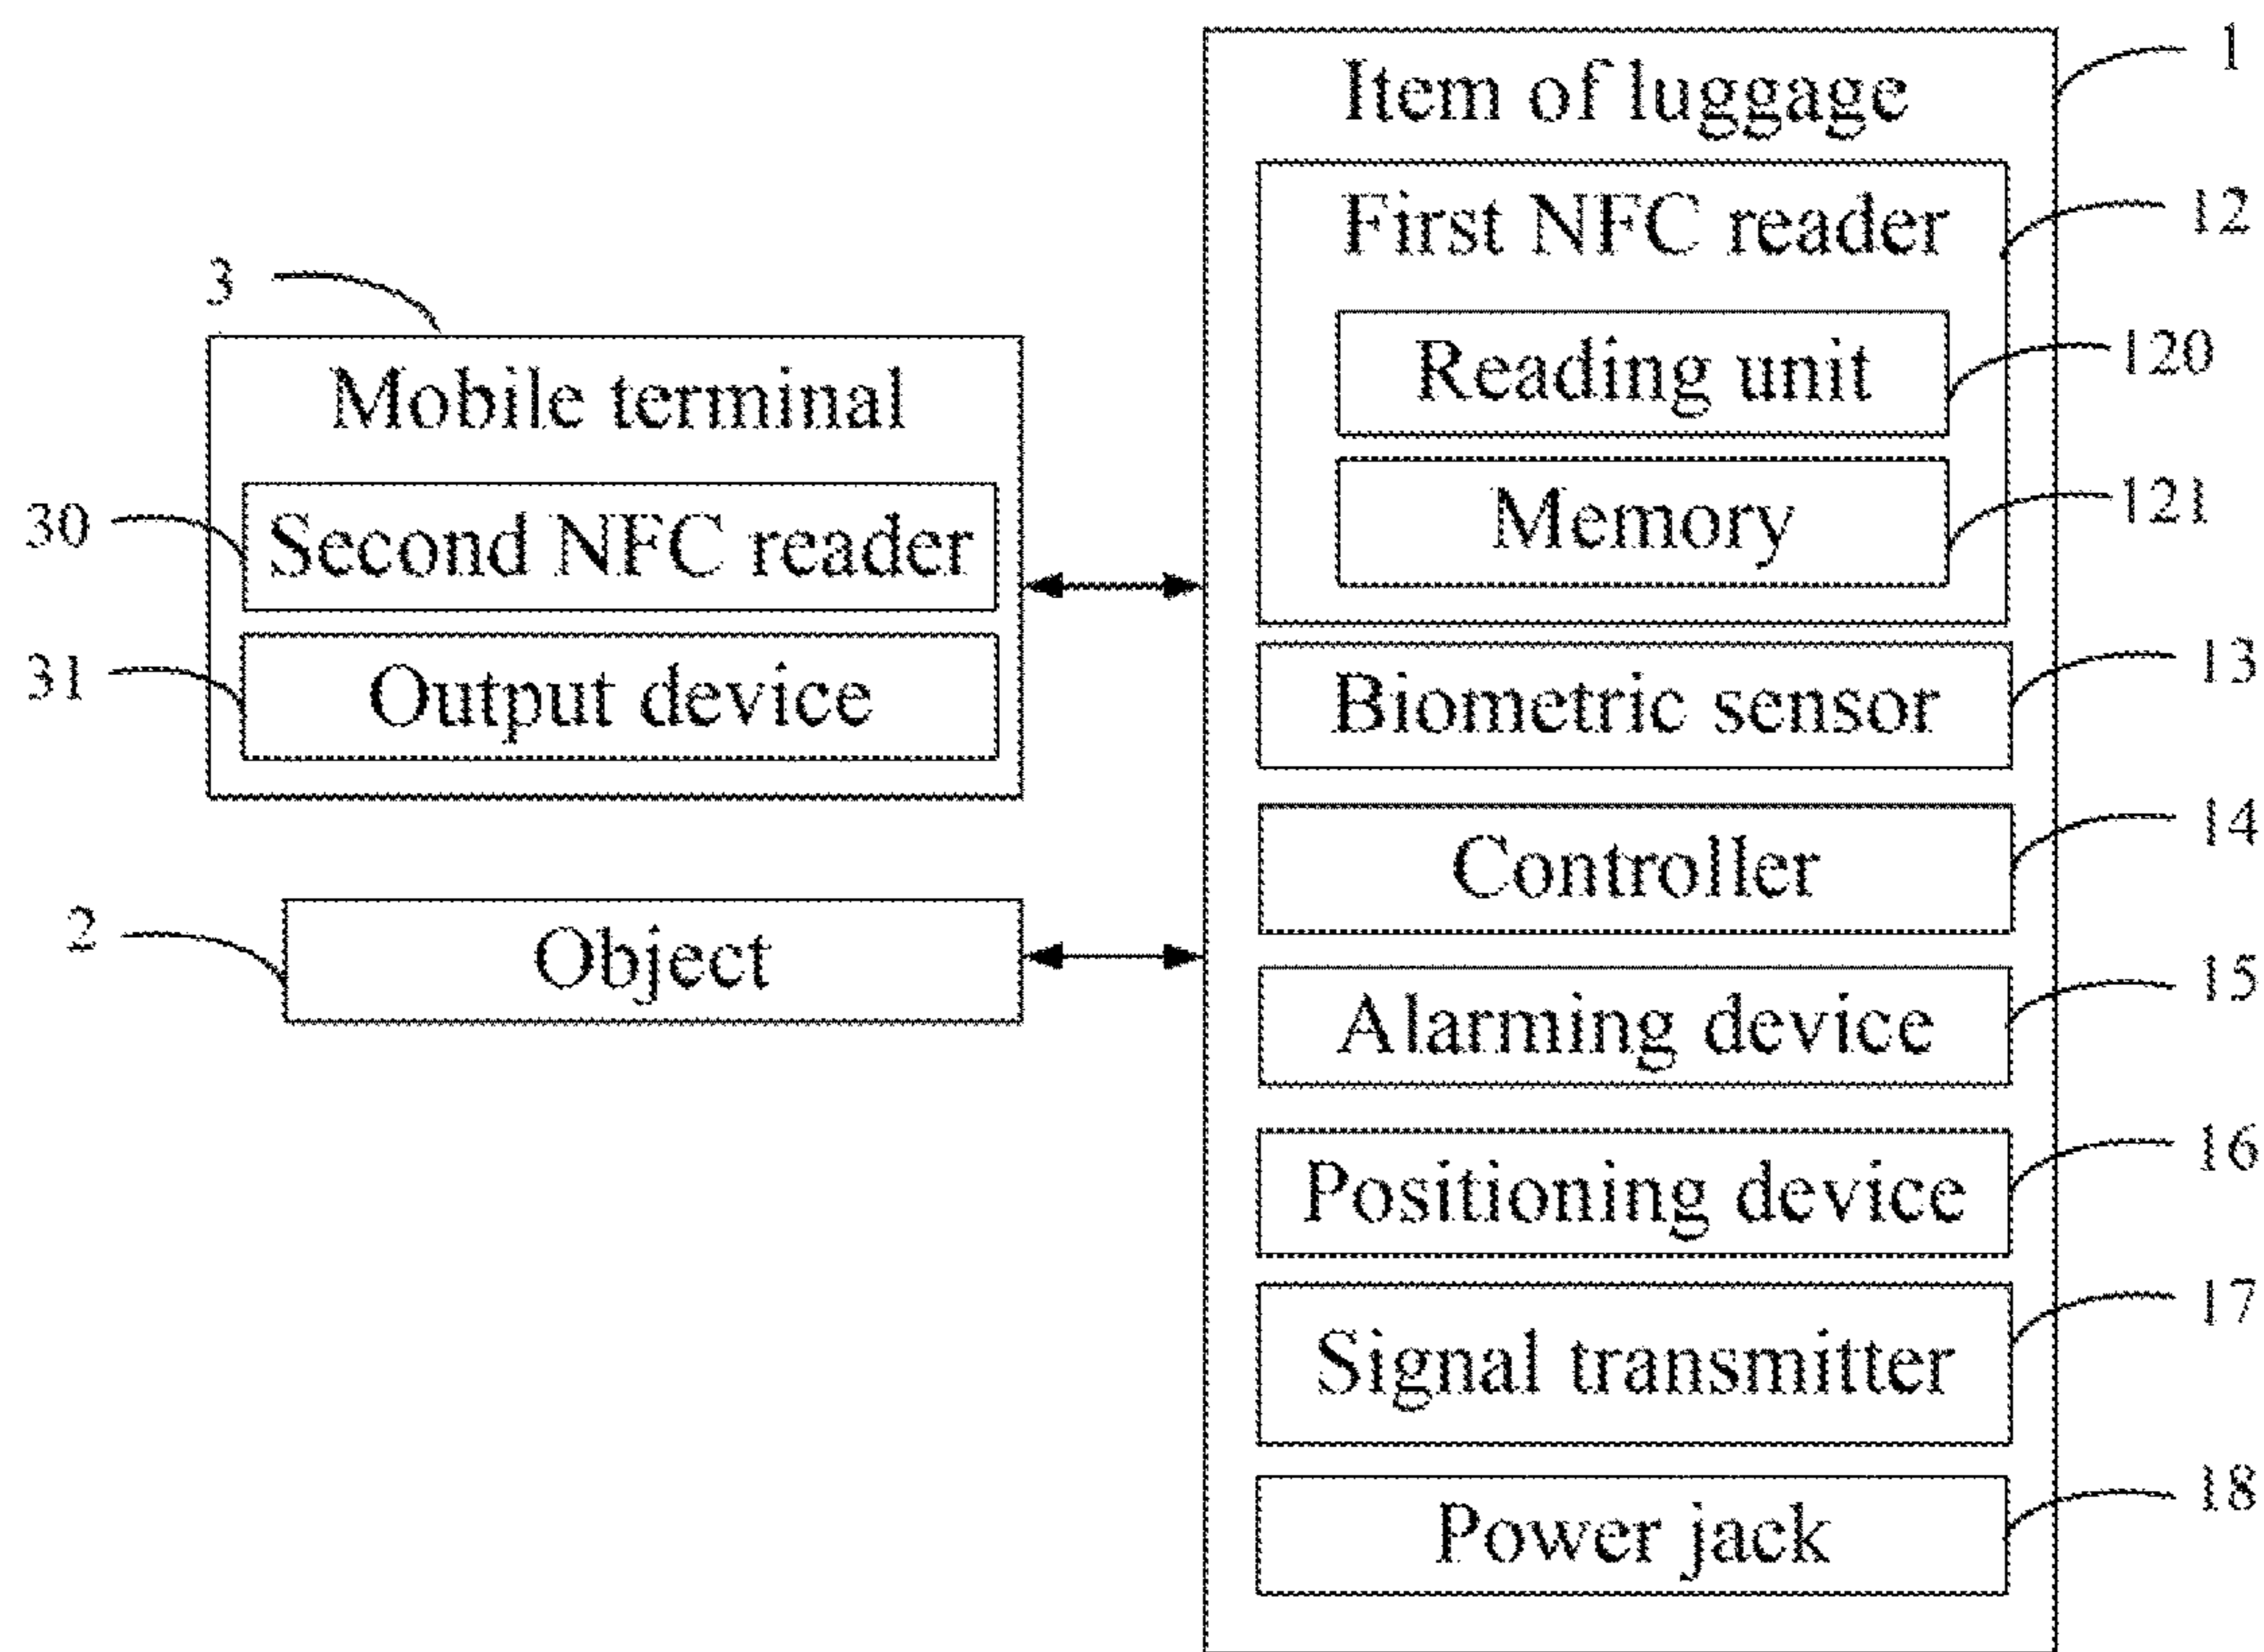 3
Mobile terminal
30
Second NFC reader
31
Output device
2
Object
1
Item of luggage
12
First NFC reader
120
Reading unit
121
Memory
13
Biometric sensor
14
Controller
15
Alarming device
16
Positioning device
17
Signal transmitter
18
Power jack